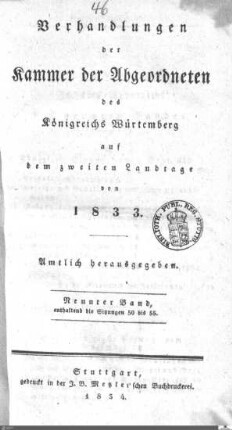 46
Verhandlungen
der
Kammer der Abgeordneten
des
Königreichs Würtemberg
auf
dem zweiten Landtage
von
1833.
Amtlich herausgegeben.
Neunter Band,
enthaltend die Sitzungen 50 bis 55.
Stuttgart,
gedruckt in der J. B. Metzler'schen Buchdruckerei.
1834.